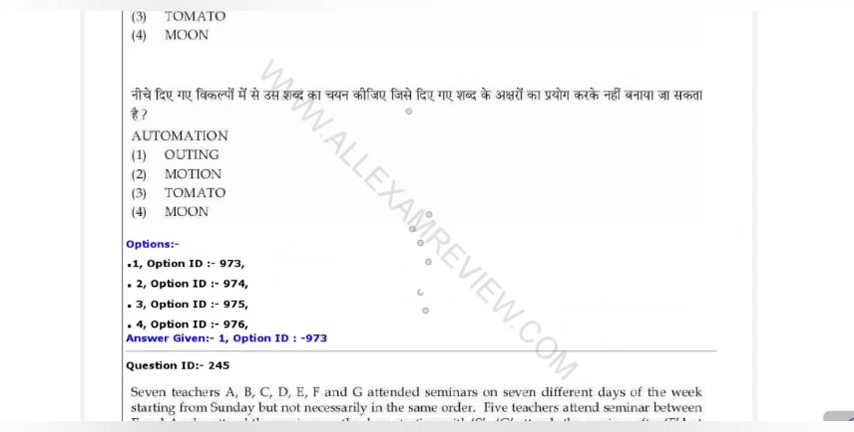 (3) TOMATO
(4) MOON
नीचे दिए गए विकल्पों में से उस शब्द का चयन कीजिए जिसे दिए गए शब्द के अक्षरों का प्रयोग करके नहीं बनाया जा सकता
है ?
AUTOMATION
(1) OUTING
(2) MOTION
(3) TOMATO
(4) MOON
WWW.ALLEXAMREVIEW.COM
Options:-
.1, Option ID :- 973,
. 2, Option ID :- 974,
. 3, Option ID :- 975,
. 4, Option ID :- 976,
Answer Given:- 1, Option ID : -973
Question ID:- 245
Seven teachers A, B, C, D, E, F and G attended seminars on seven different days of the week
starting from Sunday but not necessarily in the same order. Five teachers attend seminar between